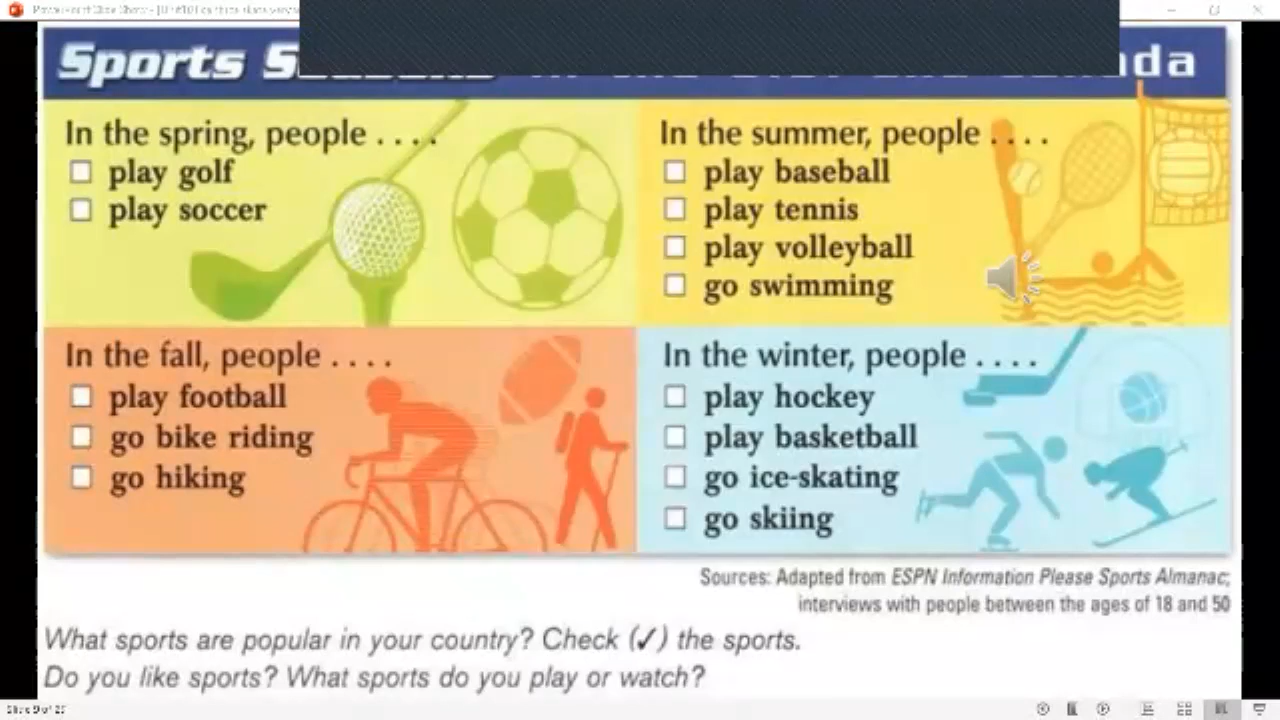 Sports
da
In the spring, people . . . .
play golf
play soccer
In the summer, people . . . .
play baseball
play tennis
play volleyball
go swimming
In the fall, people . . . .
play football
go bike riding
go hiking
In the winter, people . . . .
play hockey
play basketball
go ice-skating
go skiing
Sources: Adapted from ESPN Information Please Sports Almanac;
interviews with people between the ages of 18 and 50
What sports are popular in your country? Check (✓) the sports.
Do you like sports? What sports do you play or watch?
Slide 9 of 25